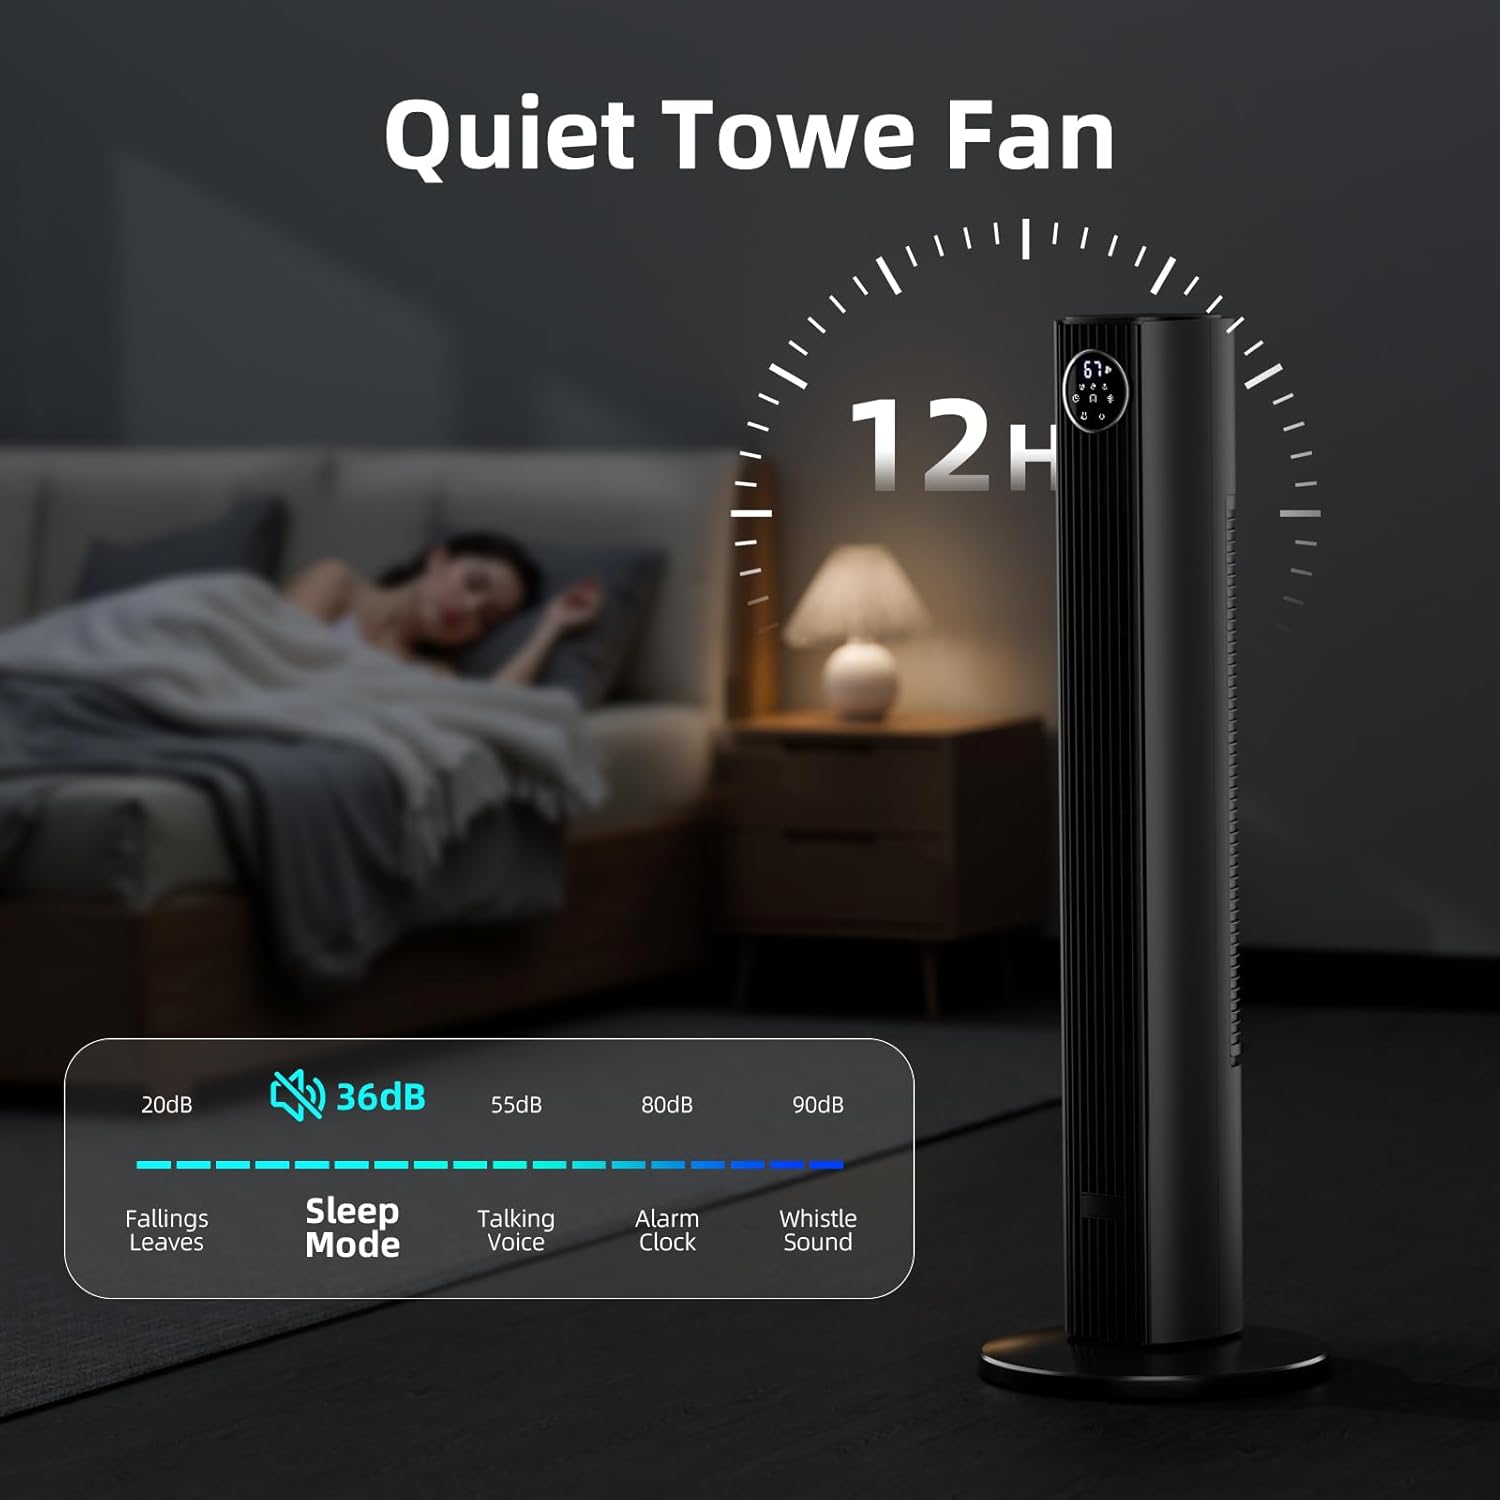 Quiet Towe Fan
67
12H
20dB
36dB
55dB
80dB
90dB
Fallings
Leaves
Sleep
Mode
Talking
Voice
Alarm
Clock
Whistle
Sound